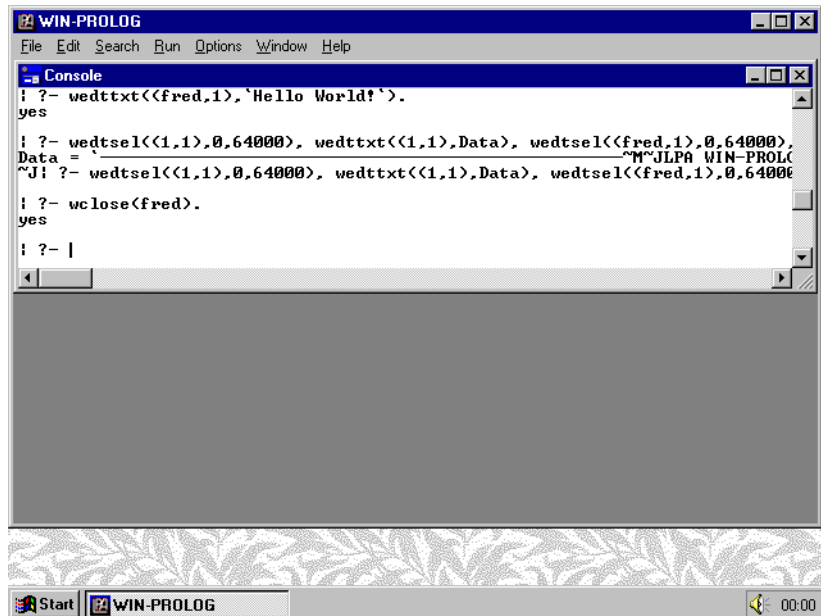 WIN-PROLOG
File Edit Search Run Options Window Help
Console
| ?- wedttxt((fred,1),`Hello World!`).
yes
| ?- wedtsel((1,1),0,64000), wedttxt((1,1),Data), wedtsel((fred,1),0,64000),
Data = `────────────────────────────────────────~M~JLPA WIN-PROLO
~J| ?- wedtsel((1,1),0,64000), wedttxt((1,1),Data), wedtsel((fred,1),0,64000
| ?- wclose(fred).
yes
| ?- |
Start WIN-PROLOG 00:00